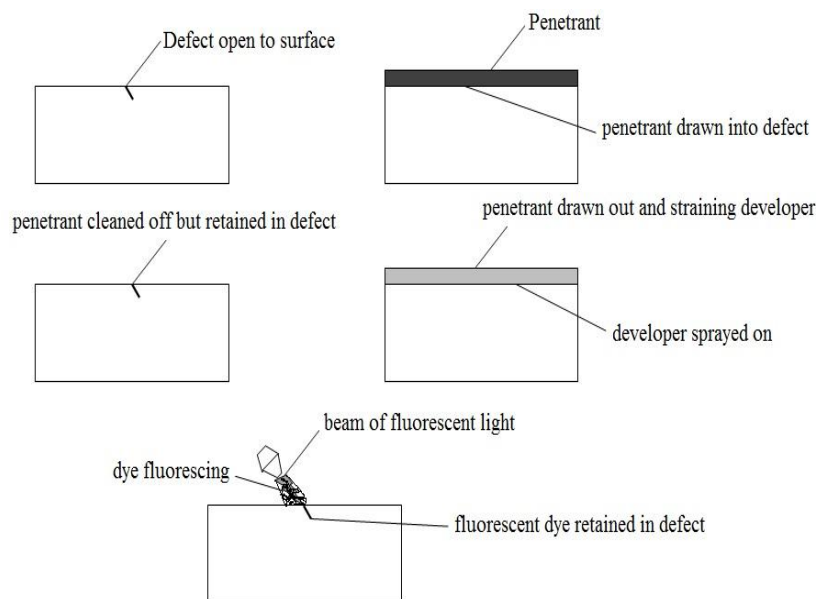 Defect open to surface
Penetrant
penetrant drawn into defect
penetrant cleaned off but retained in defect
penetrant drawn out and straining developer
developer sprayed on
beam of fluorescent light
dye fluorescing
fluorescent dye retained in defect